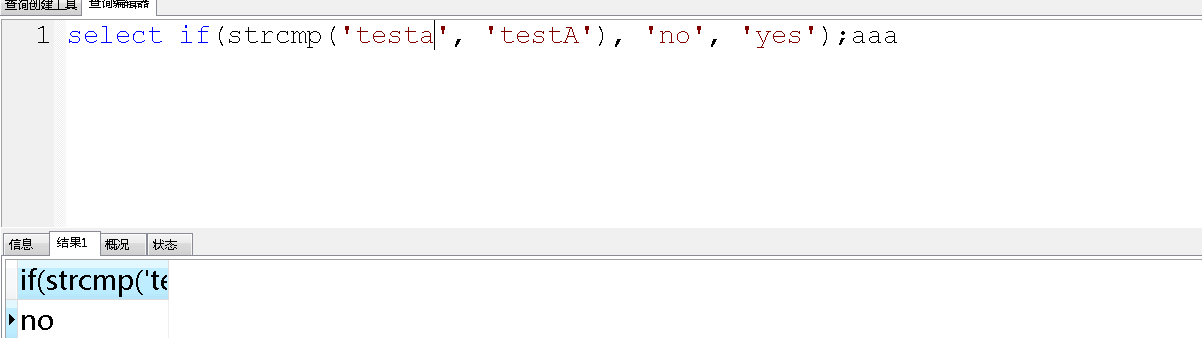 查询创建工具 查询编辑器
1 select if(strcmp('testa', 'testA'), 'no', 'yes');aaa
信息 结果1 概况 状态
if(strcmp('te
no